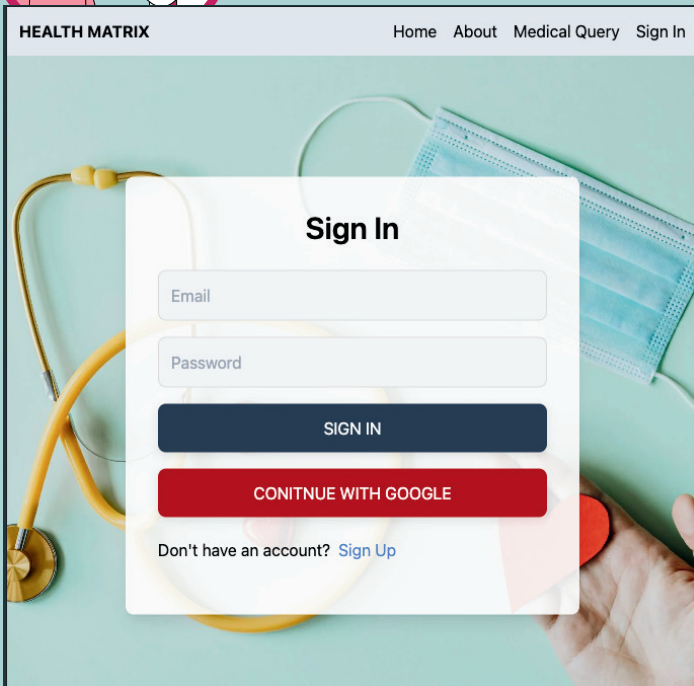 HEALTH MATRIX Home About Medical Query Sign In
Sign In
Email
Password
SIGN IN
CONITNUE WITH GOOGLE
Don't have an account? Sign Up